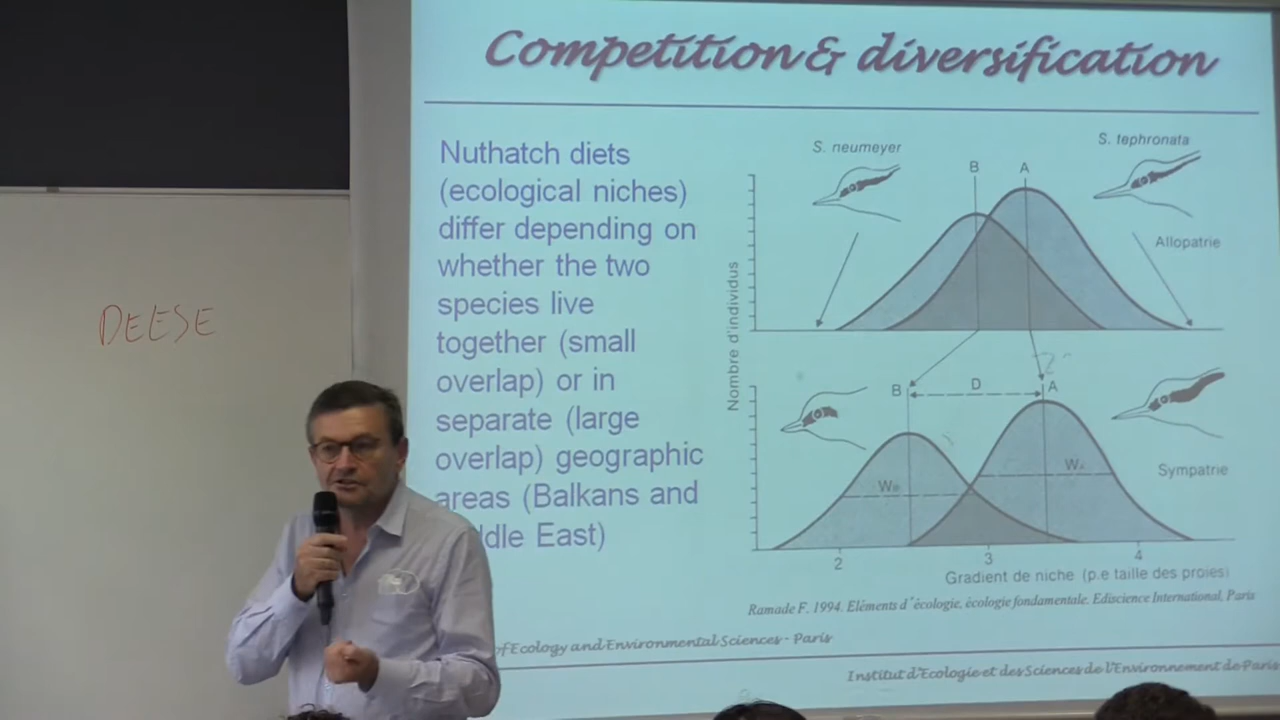 Competition & diversification
DEESE
Nuthatch diets
(ecological niches)
differ depending on
whether the two
species live
together (small
overlap) or in
separate (large
overlap) geographic
areas (Balkans and
ddle East)
S. neumeyer
S. tephronata
B
A
Allopatrie
Nombre d'individus
B
D
A
WB
WA
Sympatrie
2
3
4
Gradient de niche (p.e taille des proies)
Ramade F. 1994. Eléments d'écologie, écologie fondamentale. Ediscience International, Paris
of Ecology and Environmental Sciences - Paris
Institut d'Ecologie et des Sciences de l'Environnement de Paris